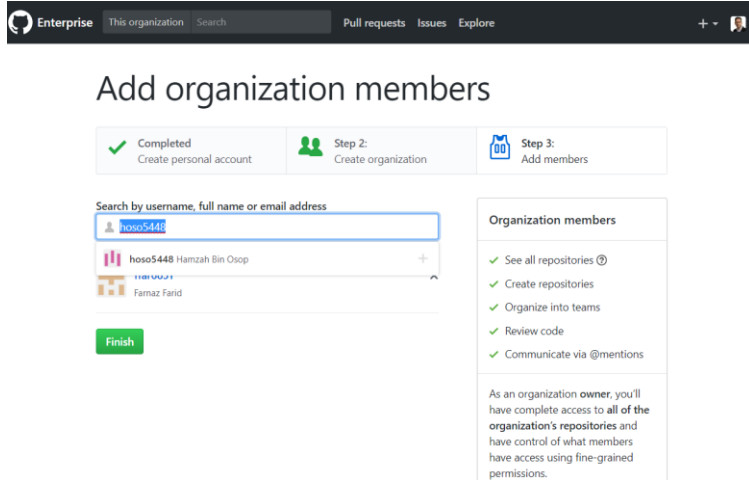 Enterprise This organization Search Pull requests Issues Explore
Add organization members
Completed
Create personal account
Step 2:
Create organization
Step 3:
Add members
Search by username, full name or email address
hoso5448
hoso5448 Hamzah Bin Osop
Farnaz Farid
Finish
Organization members
See all repositories
Create repositories
Organize into teams
Review code
Communicate via @mentions
As an organization owner, you'll
have complete access to all of the
organization's repositories and
have control of what members
have access using fine-grained
permissions.